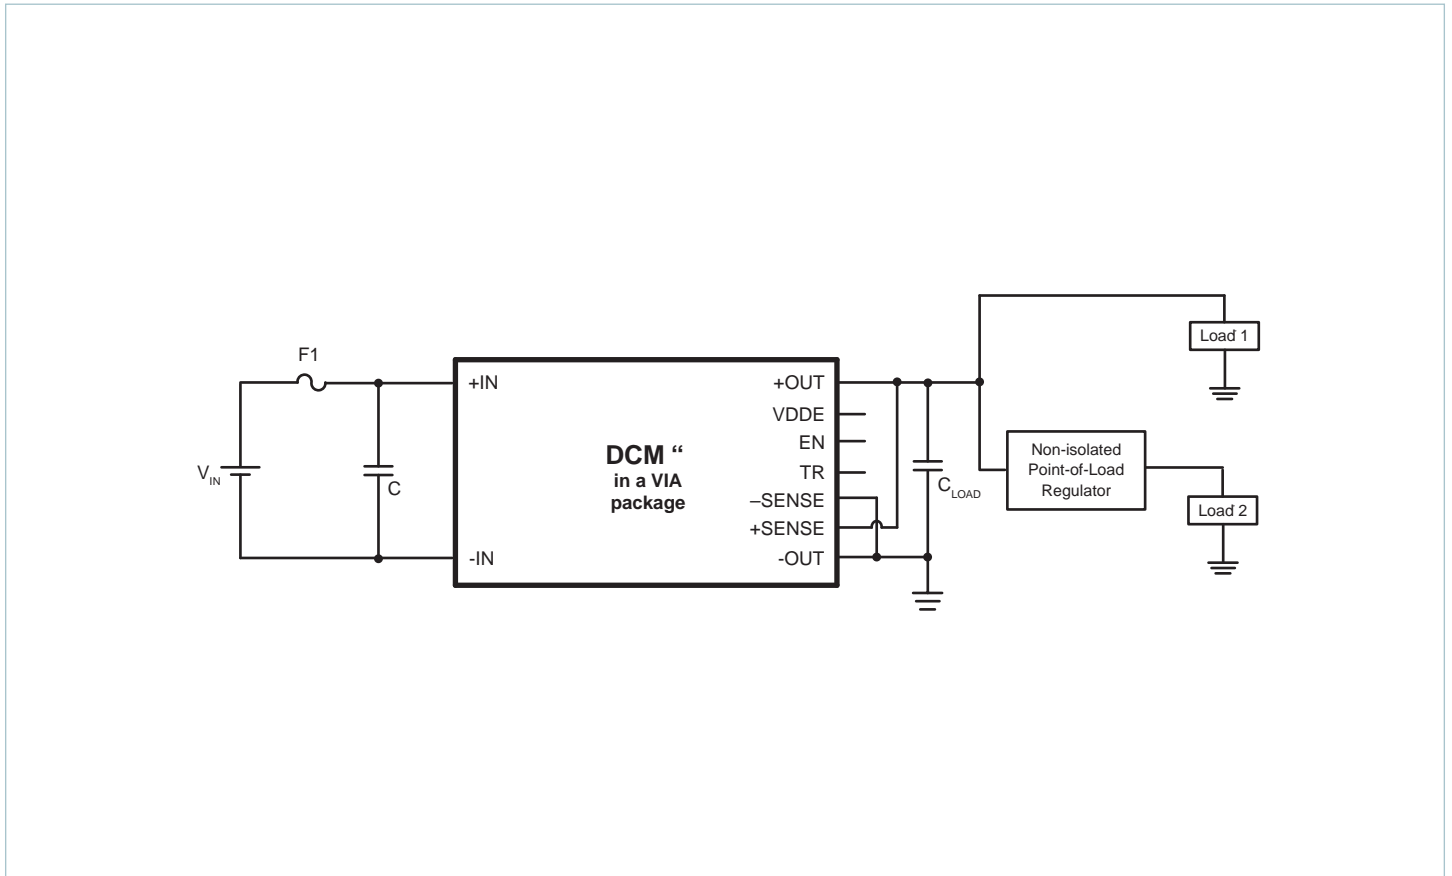 F1
V_IN
C
+IN
-IN
DCM “
in a VIA
package
+OUT
VDDE
EN
TR
–SENSE
+SENSE
-OUT
C_LOAD
Load 1
Non-isolated
Point-of-Load
Regulator
Load 2